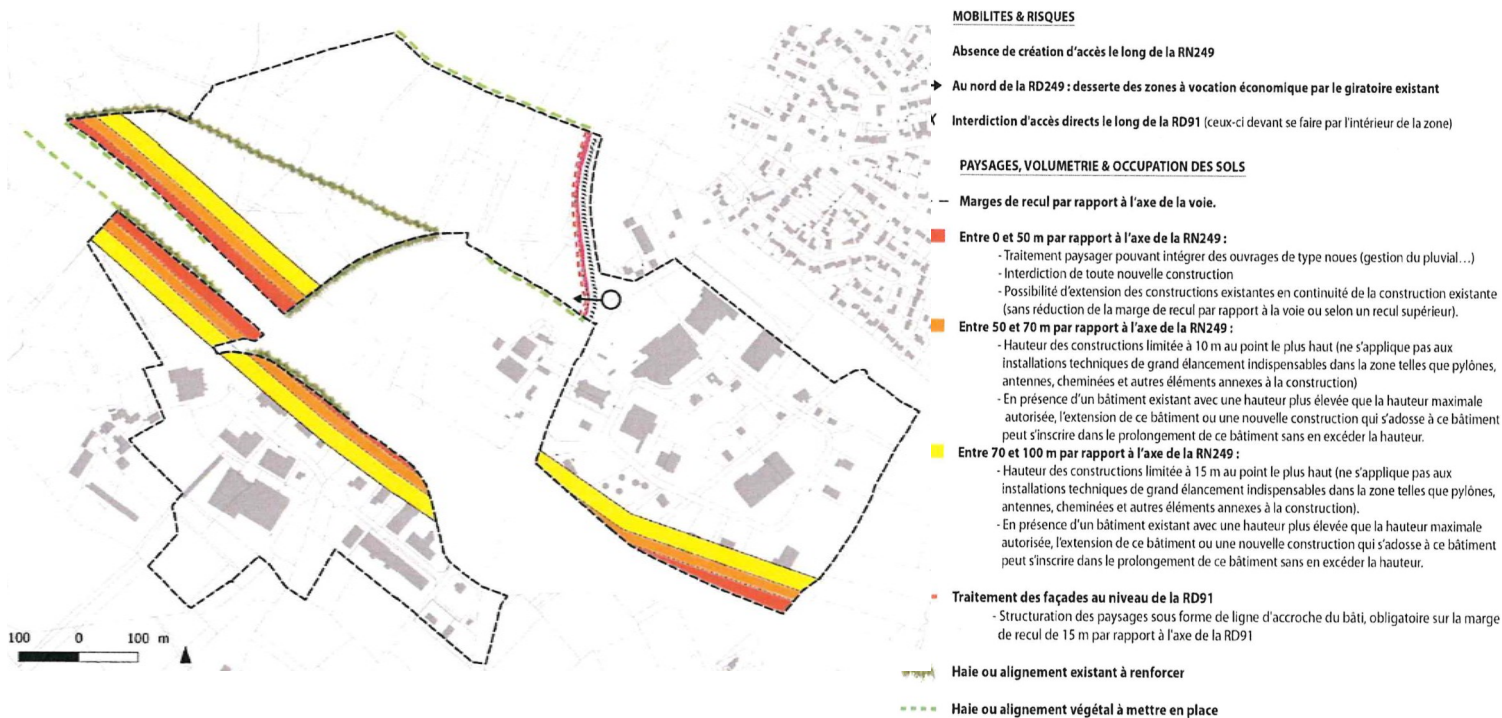 MOBILITES & RISQUES
Absence de création d'accès le long de la RN249
Au nord de la RD249 : desserte des zones à vocation économique par le giratoire existant
Interdiction d'accès directs le long de la RD91 (ceux-ci devant se faire par l'intérieur de la zone)
PAYSAGES, VOLUMETRIE & OCCUPATION DES SOLS
Marges de recul par rapport à l'axe de la voie.
Entre 0 et 50 m par rapport à l'axe de la RN249 :
- Traitement paysager pouvant intégrer des ouvrages de type noues (gestion du pluvial...)
- Interdiction de toute nouvelle construction
- Possibilité d'extension des constructions existantes en continuité de la construction existante
(sans réduction de la marge de recul par rapport à la voie ou selon un recul supérieur).
Entre 50 et 70 m par rapport à l'axe de la RN249 :
- Hauteur des constructions limitée à 10 m au point le plus haut (ne s'applique pas aux
installations techniques de grand élancement indispensables dans la zone telles que pylônes,
antennes, cheminées et autres éléments annexes à la construction)
- En présence d'un bâtiment existant avec une hauteur plus élevée que la hauteur maximale
autorisée, l'extension de ce bâtiment ou une nouvelle construction qui s'adosse à ce bâtiment
peut s'inscrire dans le prolongement de ce bâtiment sans en excéder la hauteur.
Entre 70 et 100 m par rapport à l'axe de la RN249 :
- Hauteur des constructions limitée à 15 m au point le plus haut (ne s'applique pas aux
installations techniques de grand élancement indispensables dans la zone telles que pylônes,
antennes, cheminées et autres éléments annexes à la construction).
- En présence d'un bâtiment existant avec une hauteur plus élevée que la hauteur maximale
autorisée, l'extension de ce bâtiment ou une nouvelle construction qui s'adosse à ce bâtiment
peut s'inscrire dans le prolongement de ce bâtiment sans en excéder la hauteur.
Traitement des façades au niveau de la RD91
- Structuration des paysages sous forme de ligne d'accroche du bâti, obligatoire sur la marge
de recul de 15 m par rapport à l'axe de la RD91
Haie ou alignement existant à renforcer
Haie ou alignement végétal à mettre en place
100 0 100 m